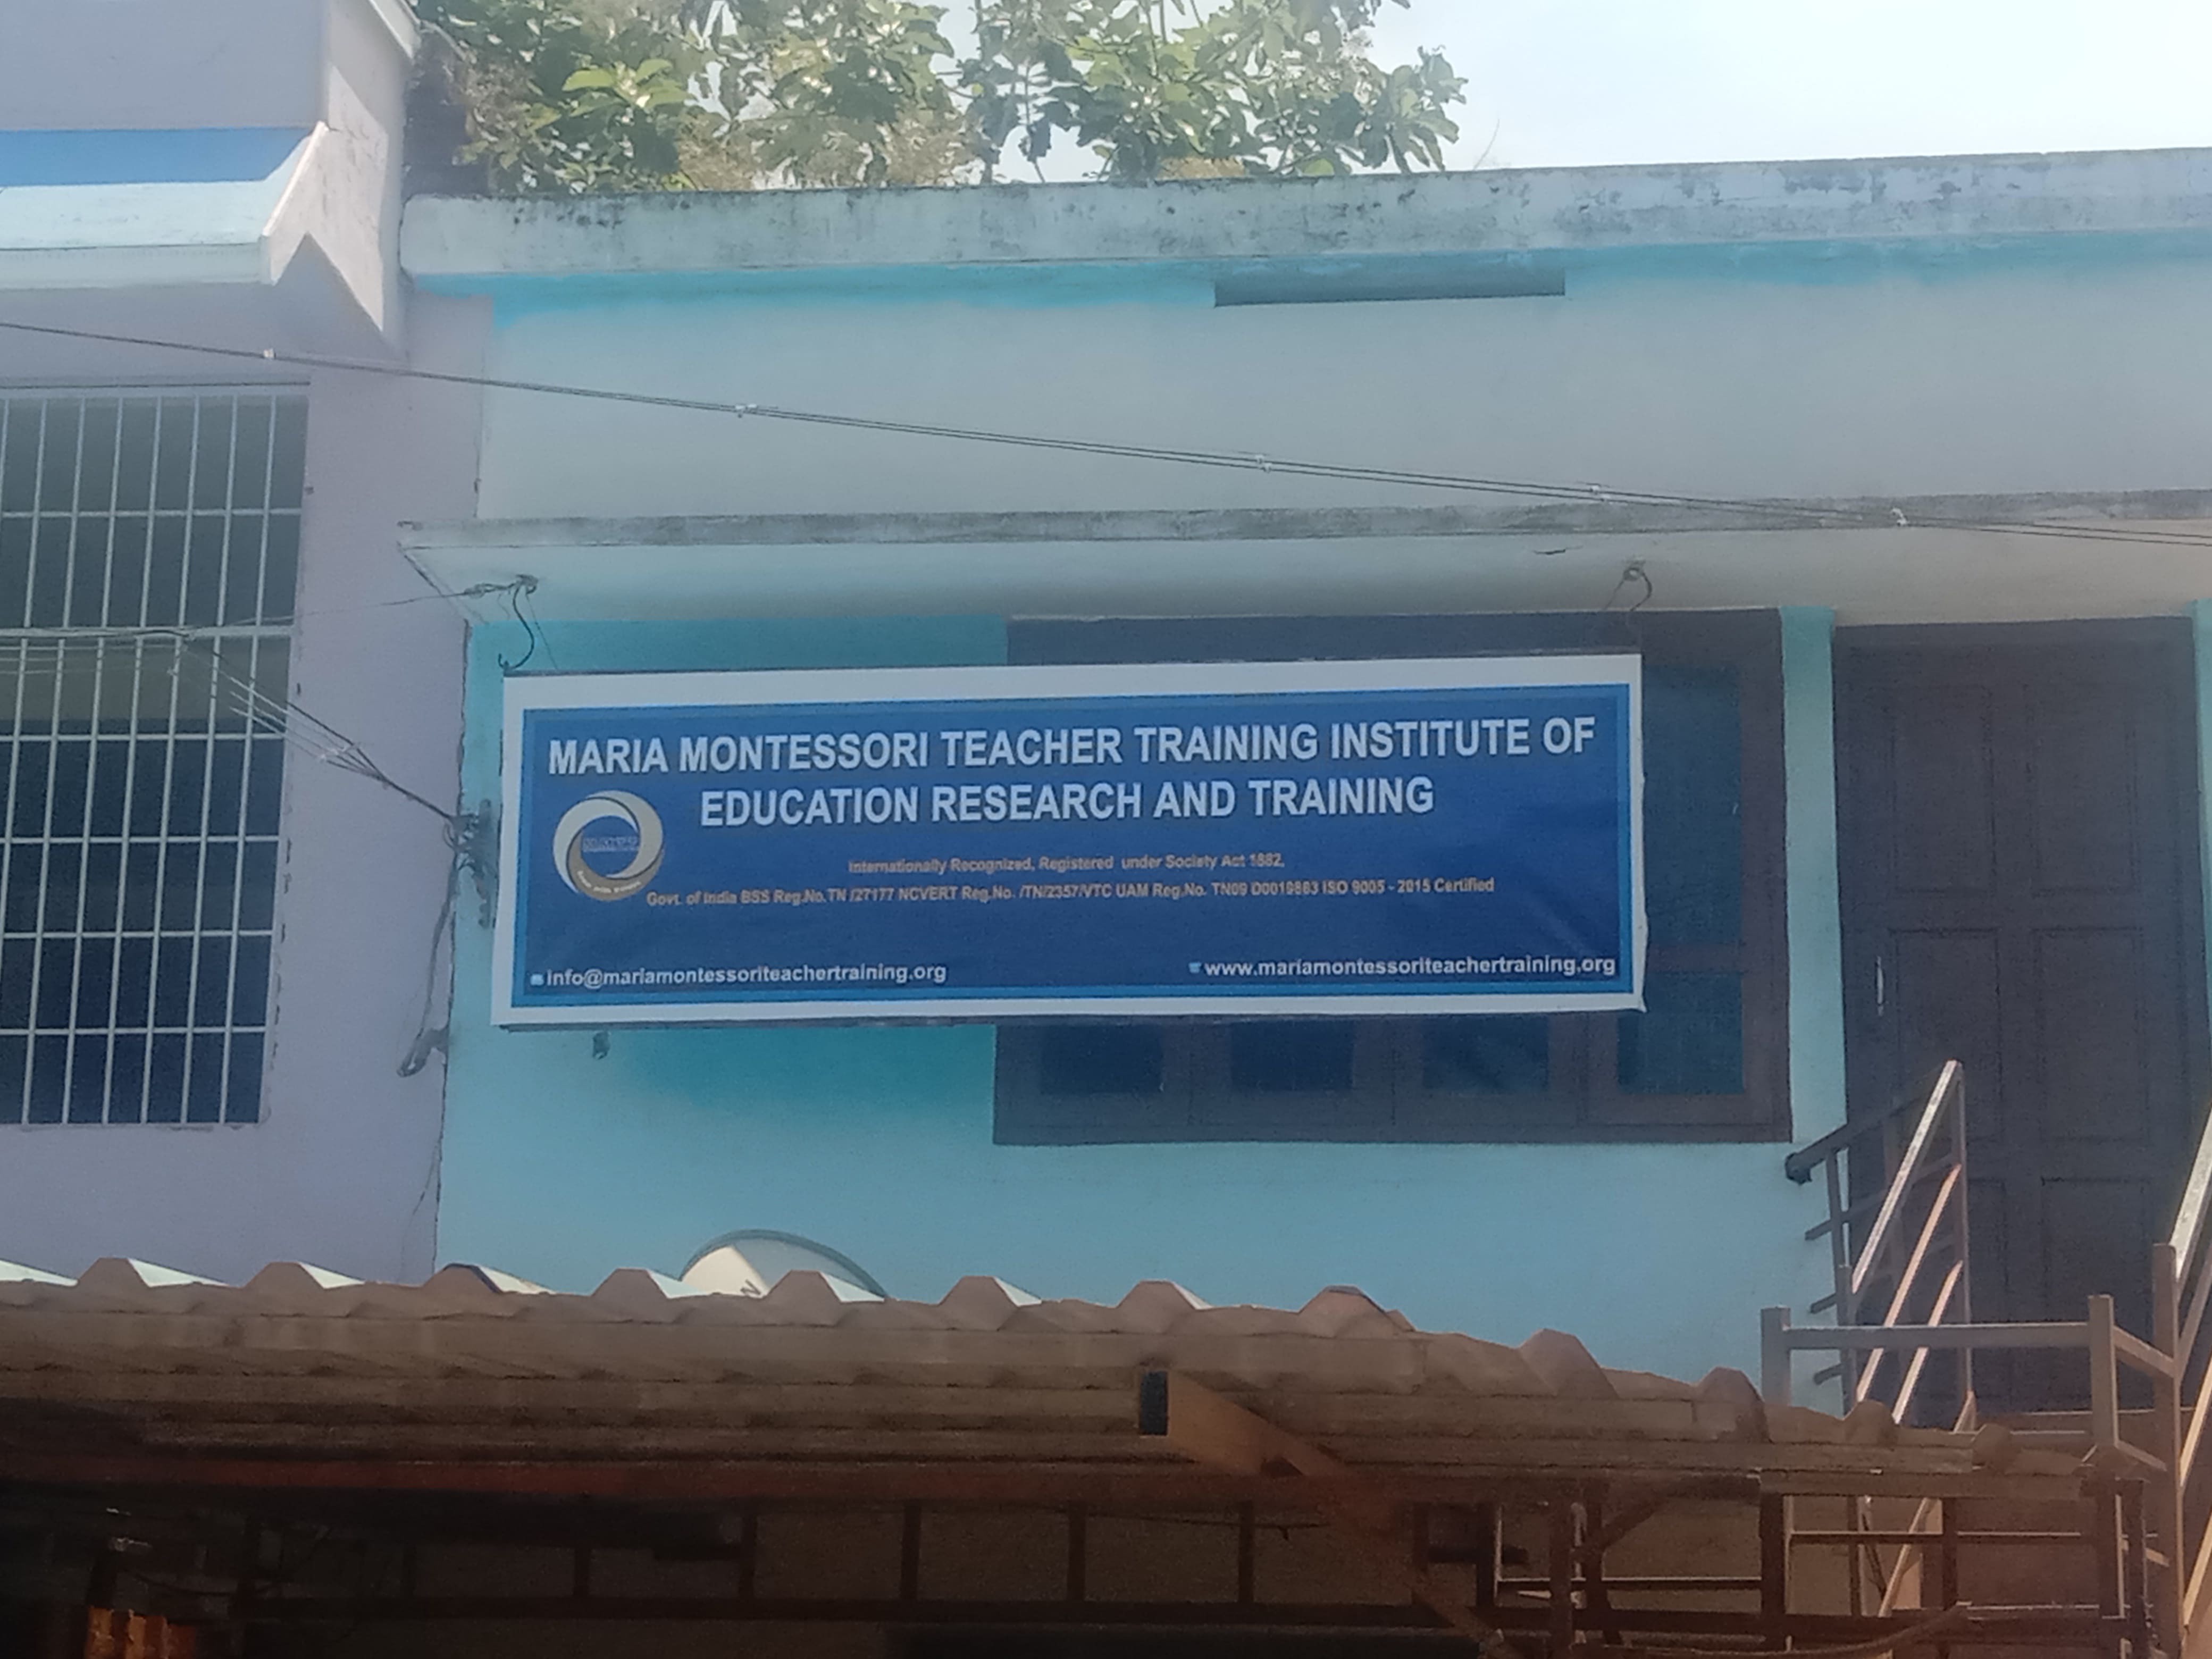 MARIA MONTESSORI TEACHER TRAINING INSTITUTE OF
EDUCATION RESEARCH AND TRAINING
Internationally Recognized, Registered under Society Act 1882,
Govt. of India BSS Reg.No.TN /27177 NCVERT Reg.No. /TN/2357/VTC UAM Reg.No. TN09 D0019883 ISO 9005 - 2015 Certified
info@mariamontessoriteachertraining.org
www.mariamontessoriteachertraining.org